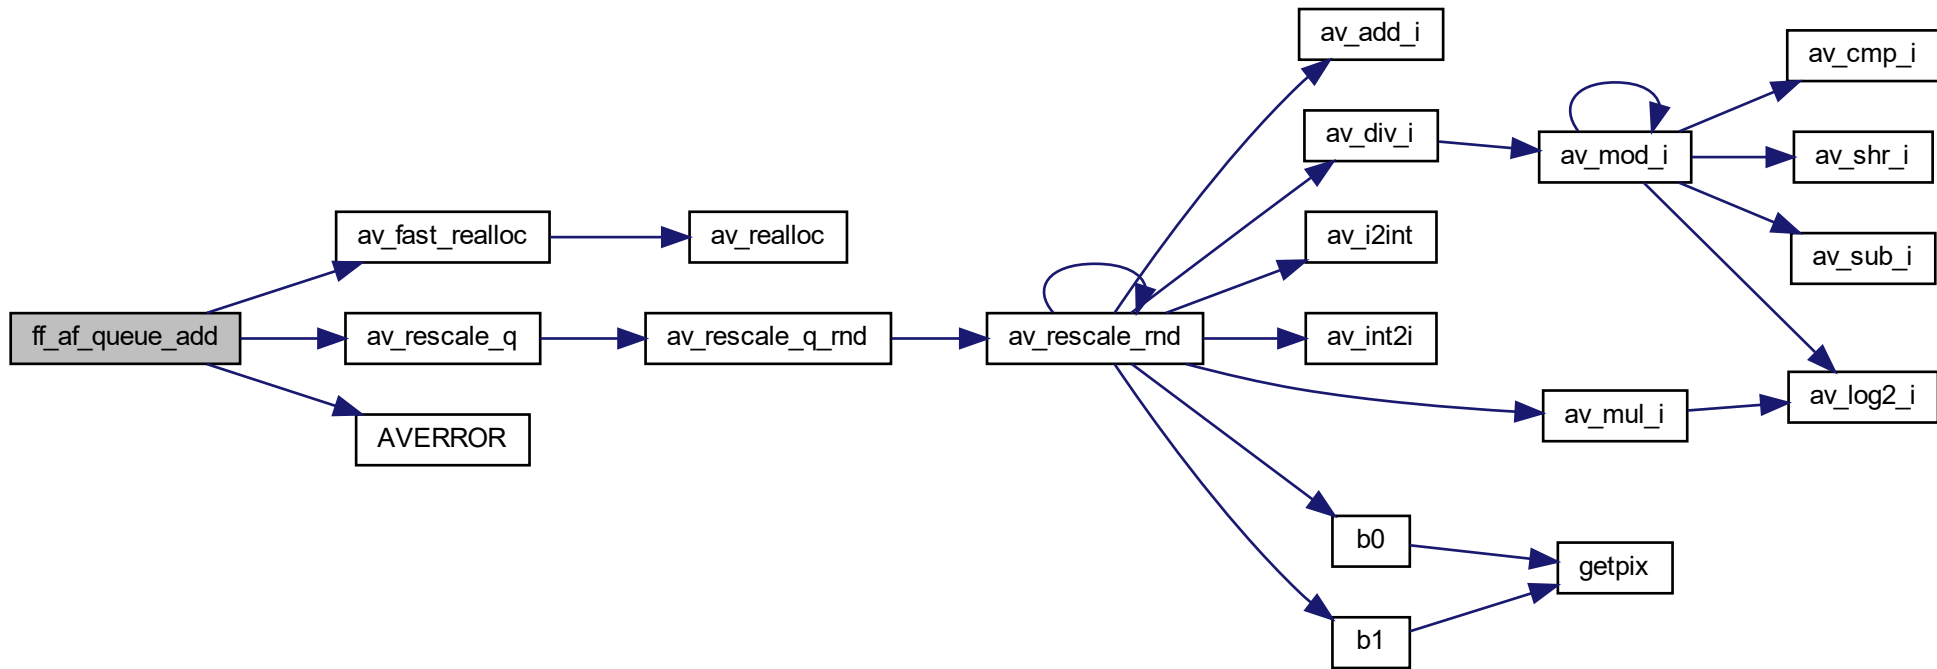 ff_af_queue_add
av_fast_realloc
av_realloc
av_rescale_q
av_rescale_q_rnd
av_rescale_rnd
AVERROR
av_add_i
av_div_i
av_i2int
av_int2i
av_mul_i
b0
b1
av_mod_i
getpix
av_cmp_i
av_shr_i
av_sub_i
av_log2_i